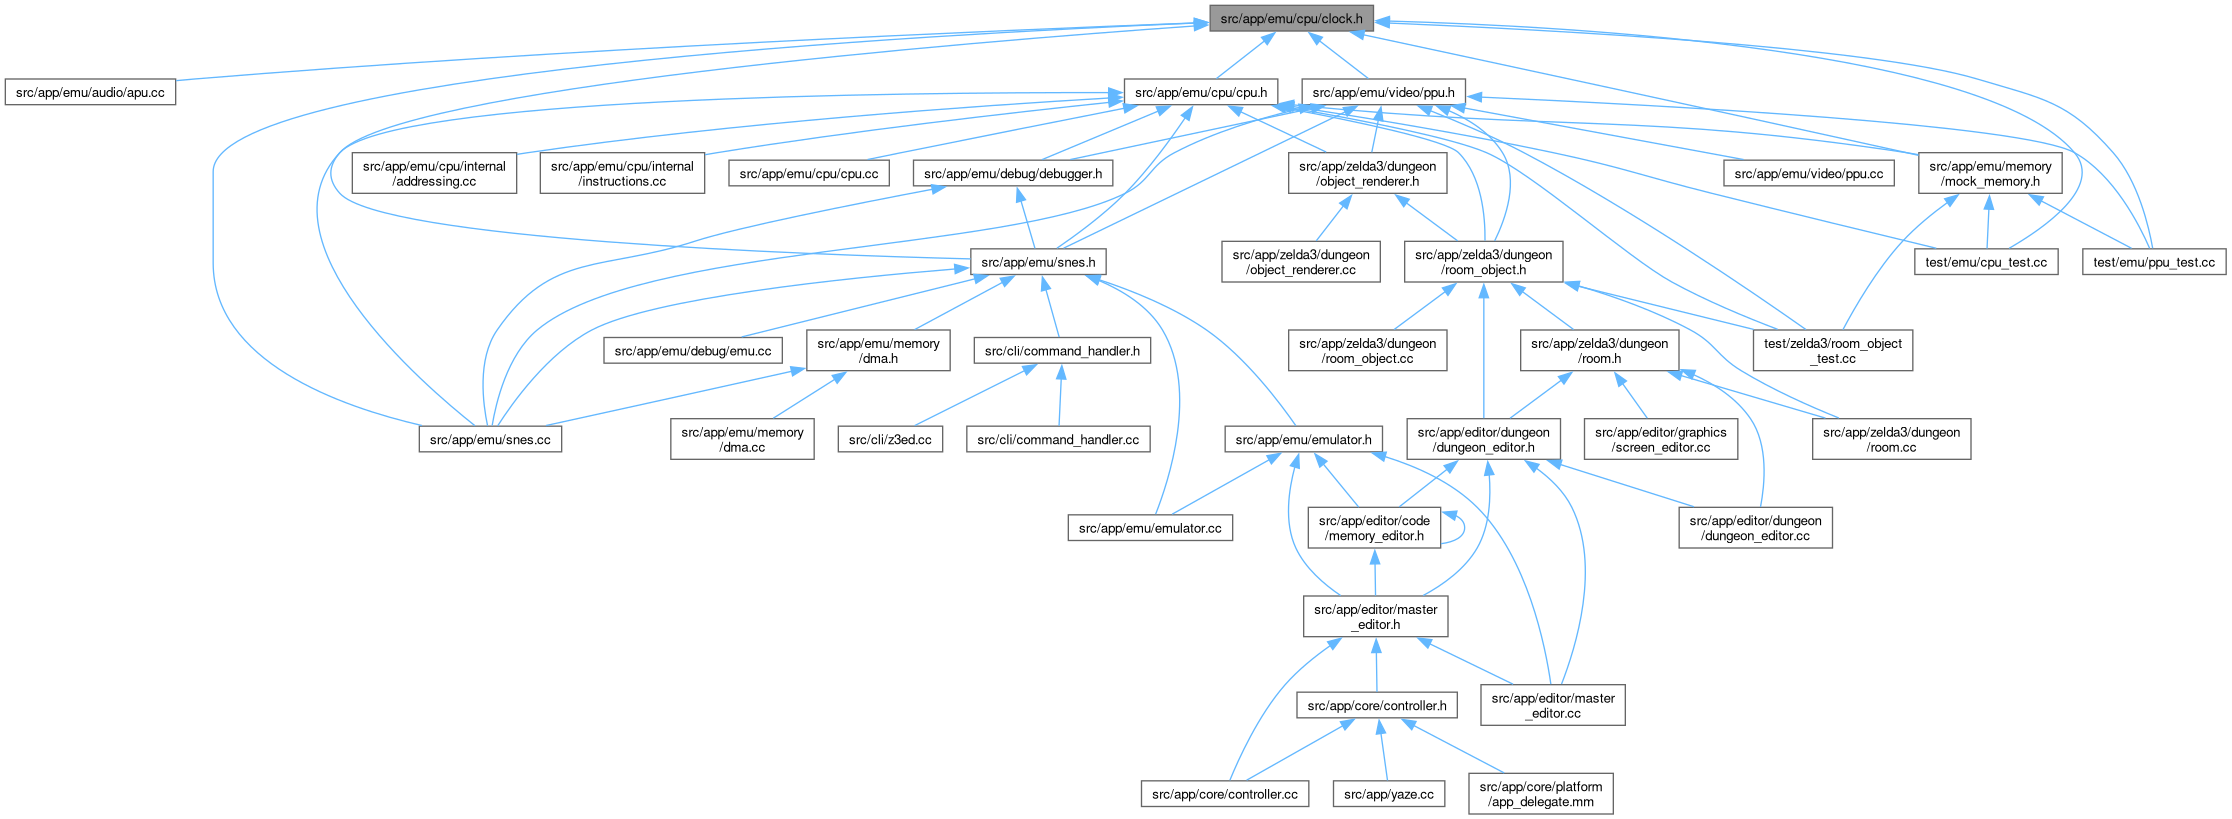 src/app/emu/cpu/clock.h
src/app/emu/audio/apu.cc
src/app/emu/cpu/cpu.h
src/app/emu/video/ppu.h
src/app/emu/cpu/internal
/addressing.cc
src/app/emu/cpu/internal
/instructions.cc
src/app/emu/cpu/cpu.cc
src/app/emu/debug/debugger.h
src/app/zelda3/dungeon
/object_renderer.h
src/app/emu/video/ppu.cc
src/app/emu/memory
/mock_memory.h
src/app/emu/snes.h
src/app/zelda3/dungeon
/object_renderer.cc
src/app/zelda3/dungeon
/room_object.h
test/emu/cpu_test.cc
test/emu/ppu_test.cc
src/app/emu/debug/emu.cc
src/app/emu/memory
/dma.h
src/cli/command_handler.h
src/app/zelda3/dungeon
/room_object.cc
src/app/zelda3/dungeon
/room.h
test/zelda3/room_object
_test.cc
src/app/emu/snes.cc
src/app/emu/memory
/dma.cc
src/cli/z3ed.cc
src/cli/command_handler.cc
src/app/emu/emulator.h
src/app/editor/dungeon
/dungeon_editor.h
src/app/editor/graphics
/screen_editor.cc
src/app/zelda3/dungeon
/room.cc
src/app/emu/emulator.cc
src/app/editor/code
/memory_editor.h
src/app/editor/dungeon
/dungeon_editor.cc
src/app/editor/master
_editor.h
src/app/core/controller.h
src/app/editor/master
_editor.cc
src/app/core/controller.cc
src/app/yaze.cc
src/app/core/platform
/app_delegate.mm